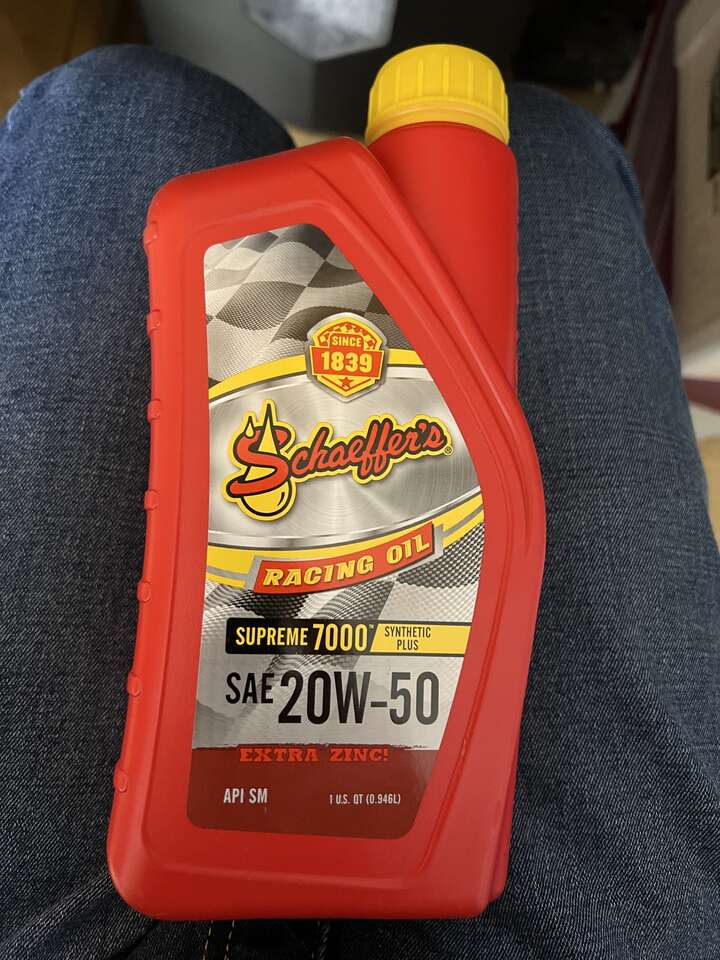 SINCE
1839
Schaeffer's®
RACING OIL
SUPREME 7000™ SYNTHETIC
PLUS
SAE 20W-50
EXTRA ZINC!
API SM 1 U.S. QT (0.946L)